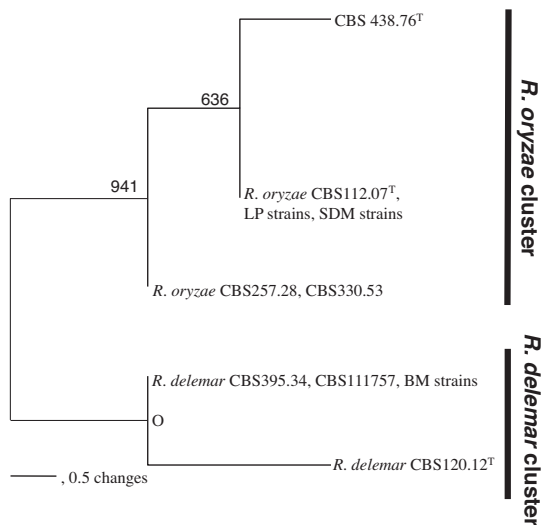 CBS 438.76ᵀ
636
941
R. oryzae CBS112.07ᵀ,
LP strains, SDM strains
R. oryzae CBS257.28, CBS330.53
R. oryzae cluster
R. delemar CBS395.34, CBS111757, BM strains
O
R. delemar CBS120.12ᵀ
R. delemar cluster
, 0.5 changes